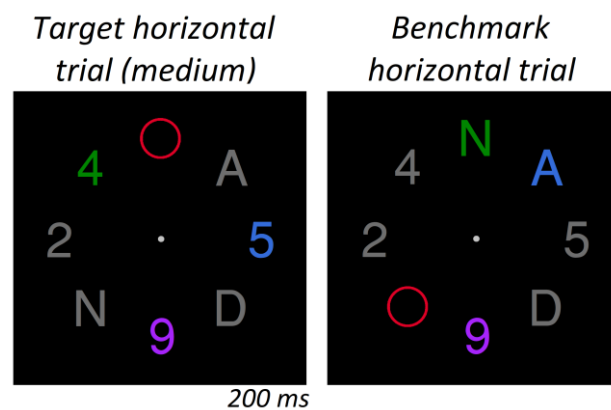 Target horizontal
trial (medium)
4 A
2 5
N D
9
200 ms
Benchmark
horizontal trial
N
4 A
2 5
D
9